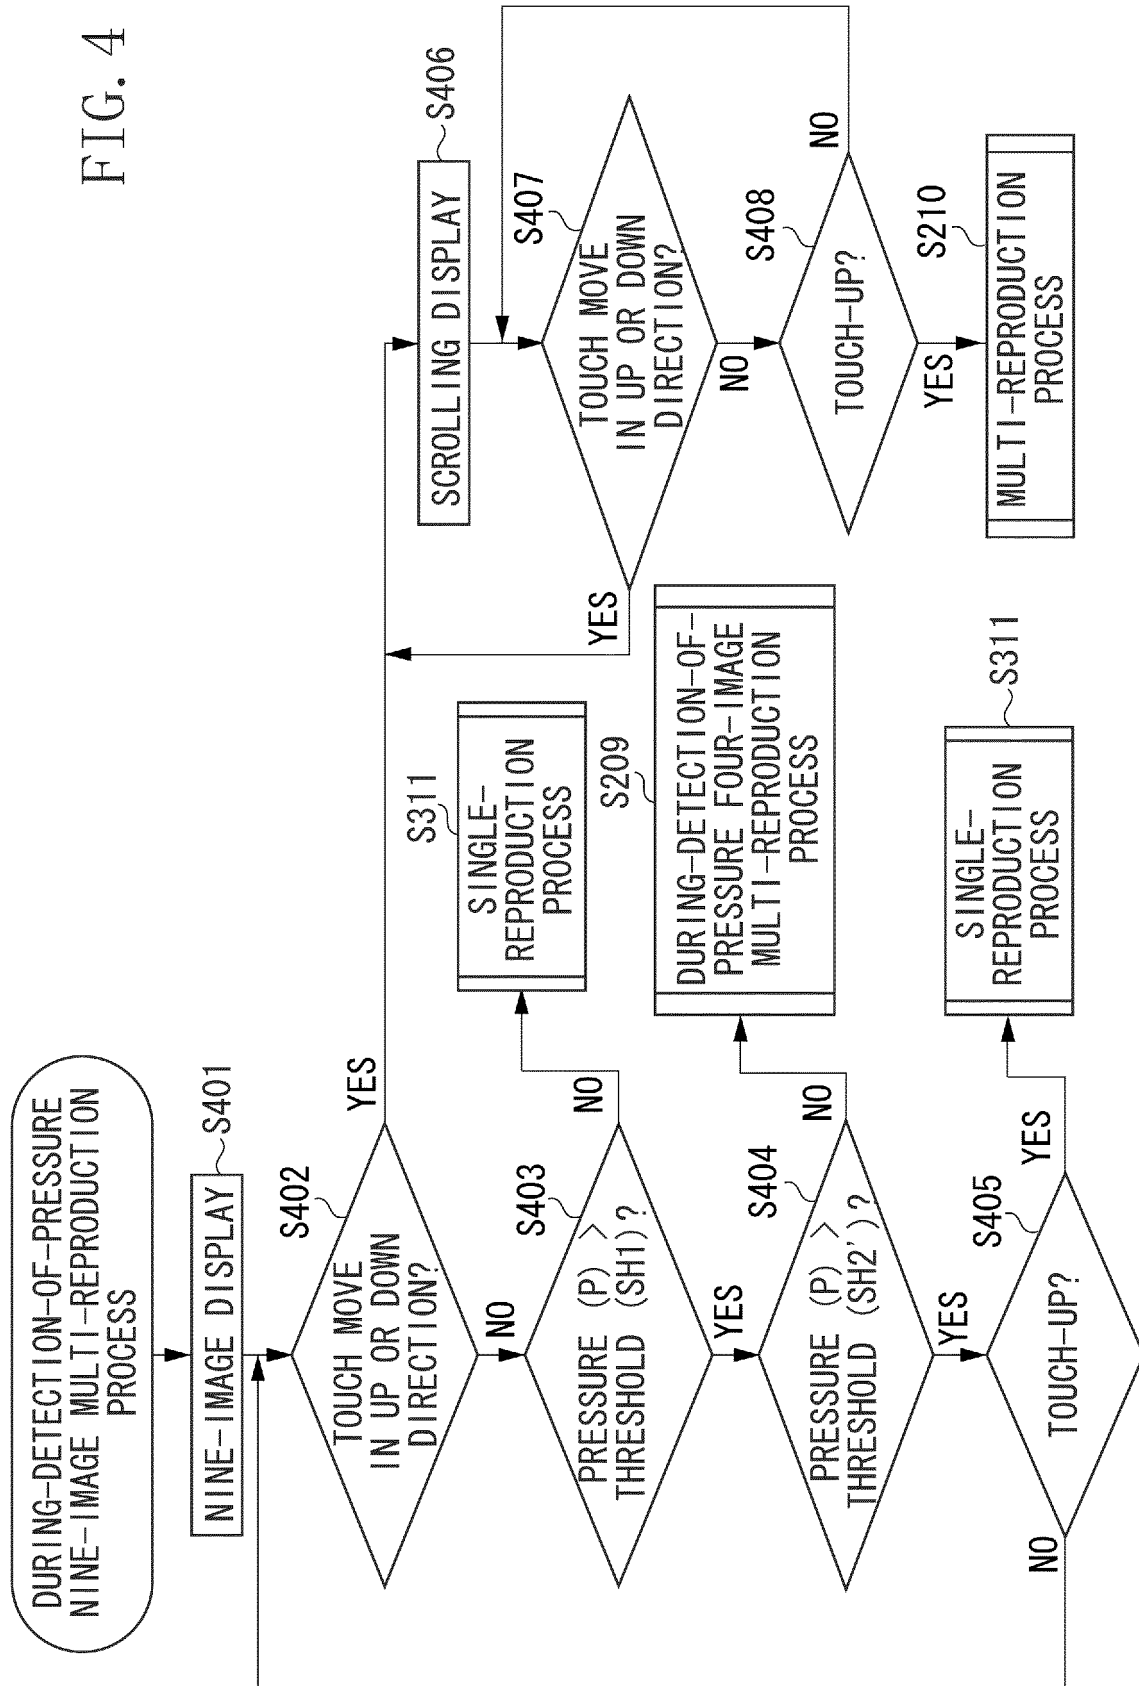 FIG. 4
DURING-DETECTION-OF-PRESSURE
NINE-IMAGE MULTI-REPRODUCTION
PROCESS
S401
NINE-IMAGE DISPLAY
S402
TOUCH MOVE
IN UP OR DOWN
DIRECTION?
YES
NO
S403
PRESSURE (P) >
THRESHOLD (SH1)?
NO
YES
S311
SINGLE-
REPRODUCTION
PROCESS
S404
PRESSURE (P) >
THRESHOLD (SH2')?
NO
YES
S209
DURING-DETECTION-OF-
PRESSURE FOUR-IMAGE
MULTI-REPRODUCTION
PROCESS
S405
TOUCH-UP?
YES
NO
S311
SINGLE-
REPRODUCTION
PROCESS
S406
SCROLLING DISPLAY
S407
TOUCH MOVE
IN UP OR DOWN
DIRECTION?
YES
NO
S408
TOUCH-UP?
NO
YES
S210
MULTI-REPRODUCTION
PROCESS